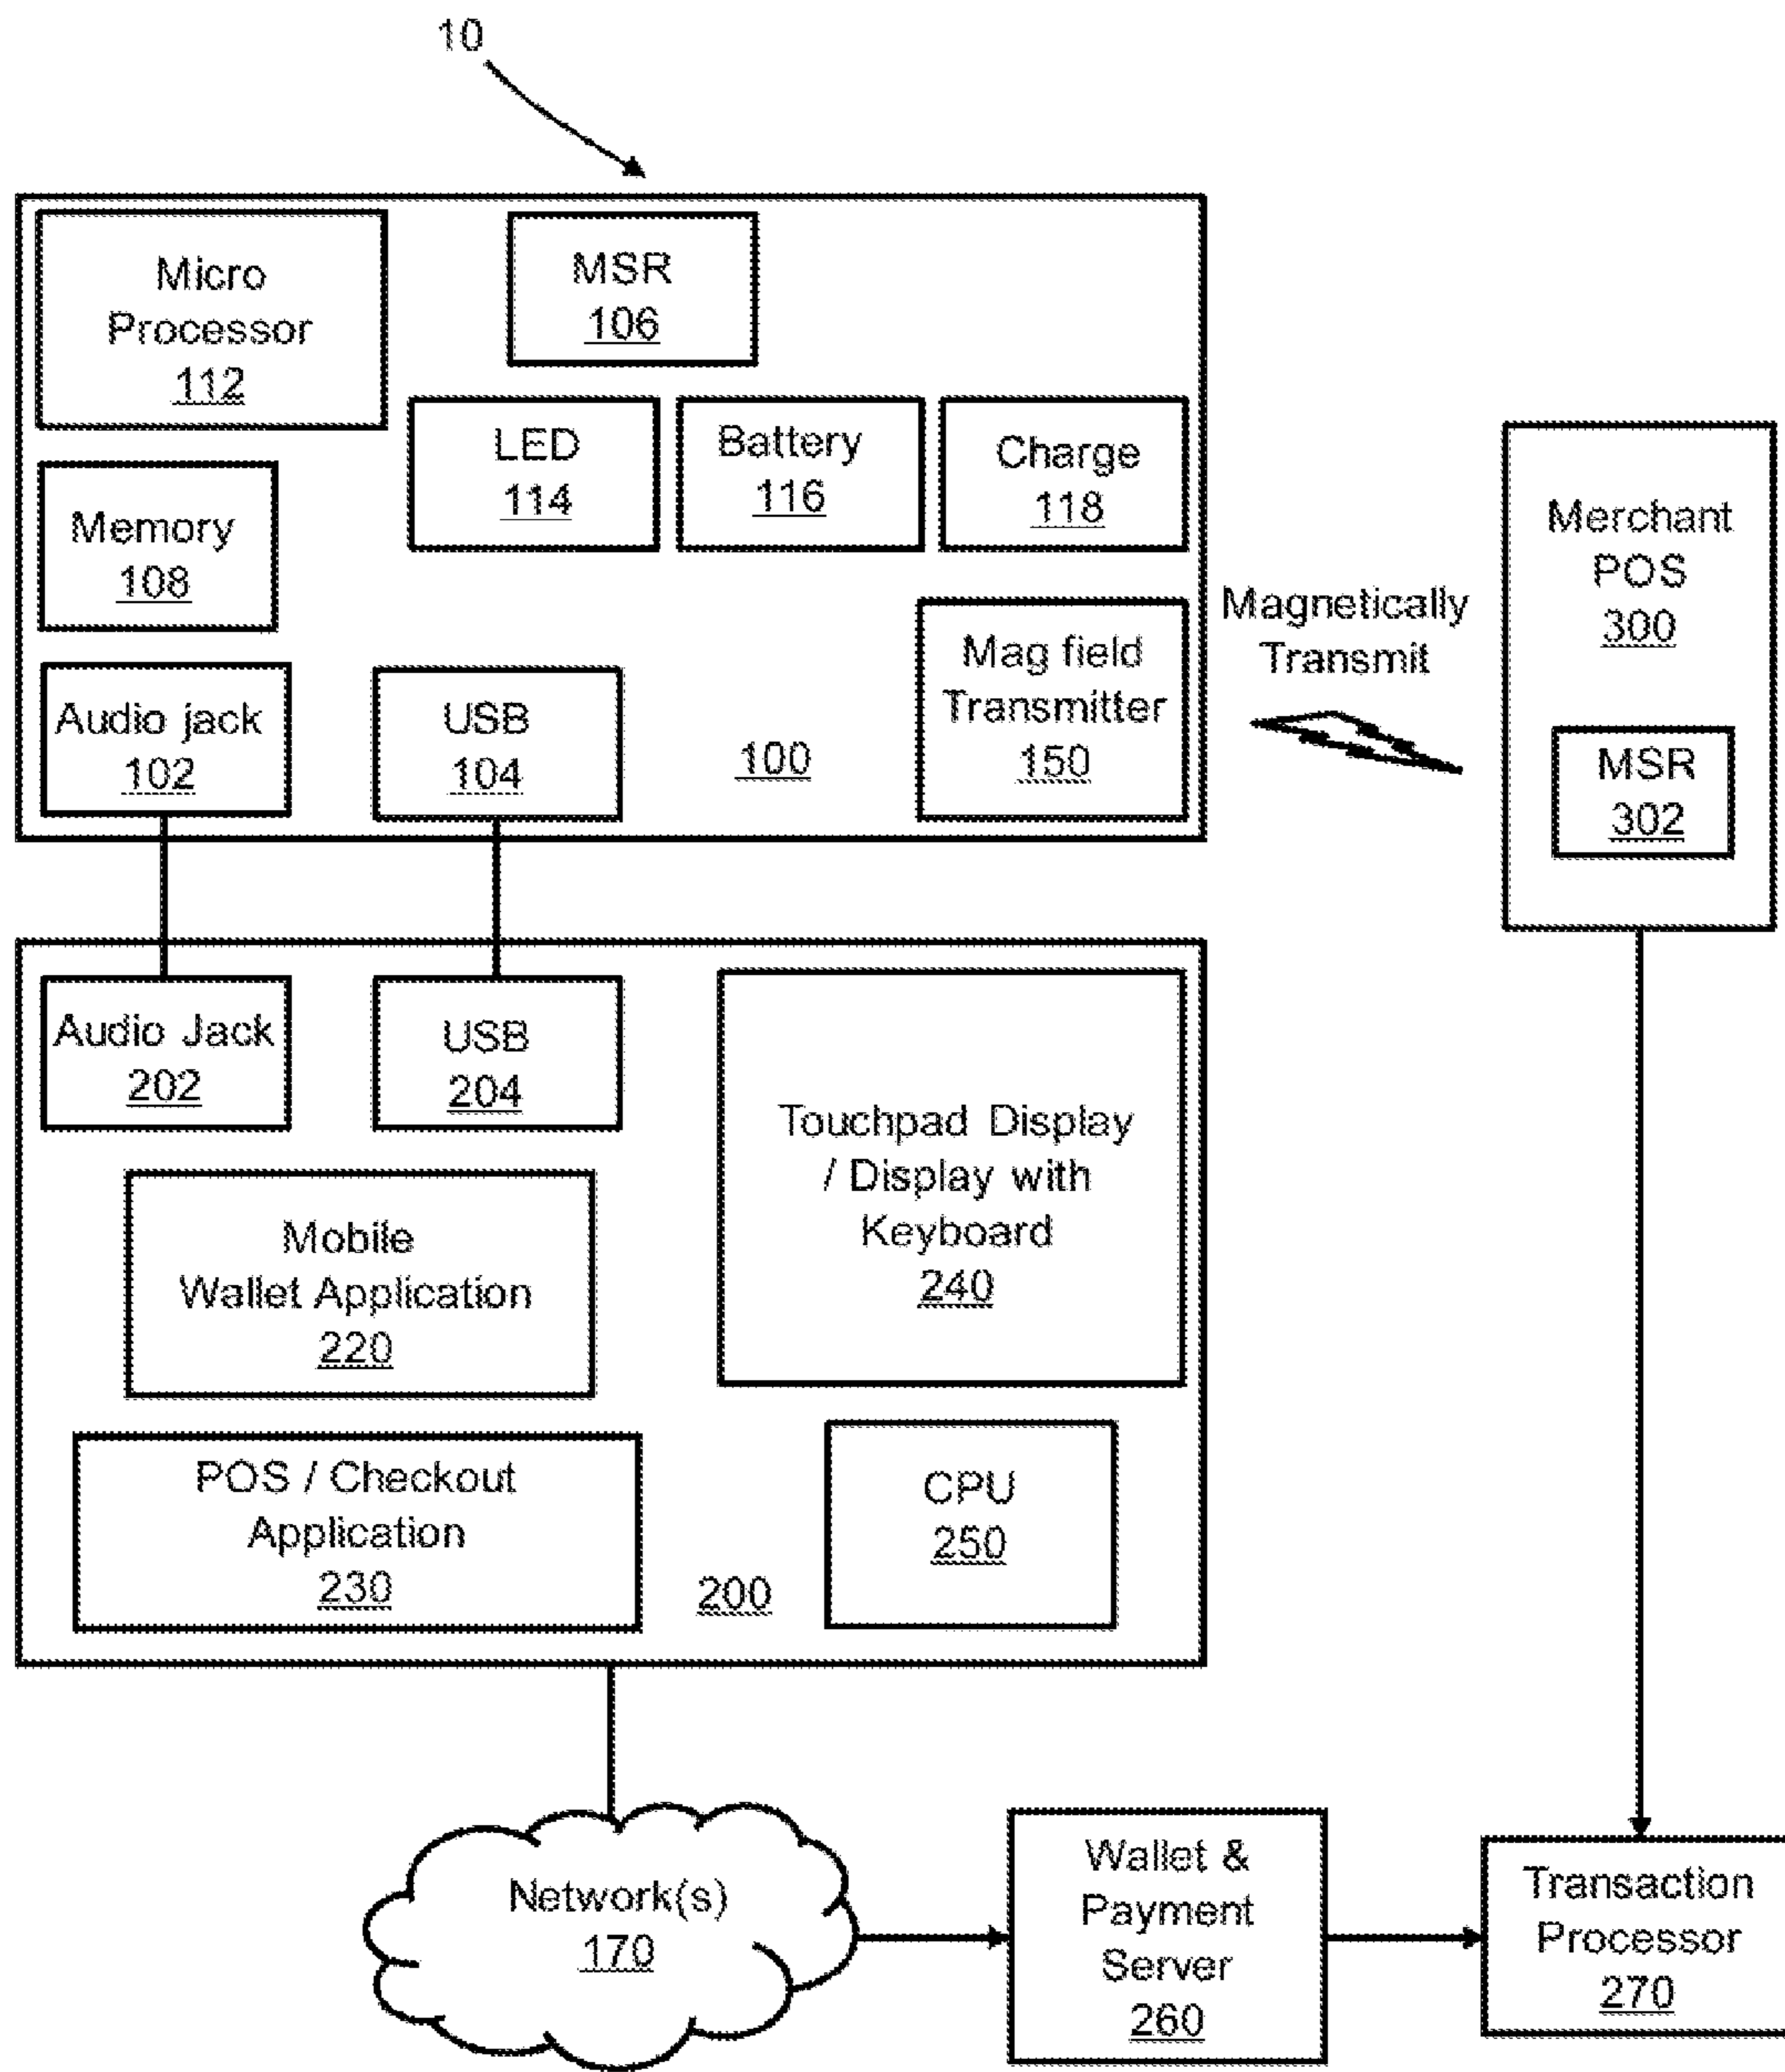 10
Micro
Processor
112
MSR
106
LED
114
Battery
116
Charge
118
Memory
108
Audio jack
102
USB
104
100
Mag field
Transmitter
150
Magnetically
Transmit
Merchant
POS
300
MSR
302
Audio Jack
202
USB
204
Touchpad Display
/ Display with
Keyboard
240
Mobile
Wallet Application
220
POS / Checkout
Application
230
200
CPU
250
Network(s)
170
Wallet &
Payment
Server
260
Transaction
Processor
270